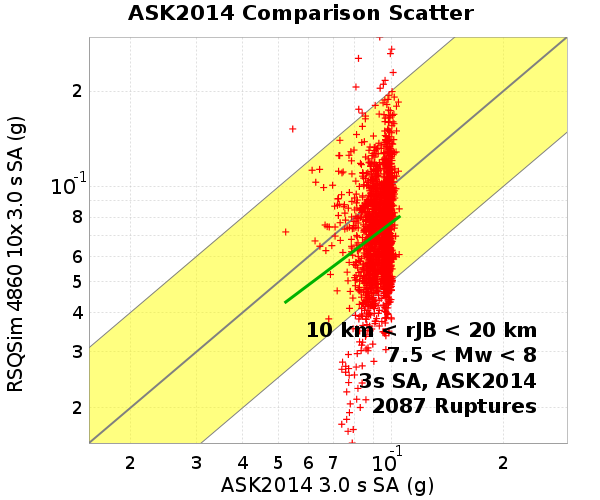 ASK2014 Comparison Scatter
RSQSim 4860 10x 3.0 s SA (g)
2
10-1
8
6
5
4
3
2
10 km < rJB < 20 km
7.5 < Mw < 8
3s SA, ASK2014
2087 Ruptures
2 3 4 5 6 7 10-1 2
ASK2014 3.0 s SA (g)